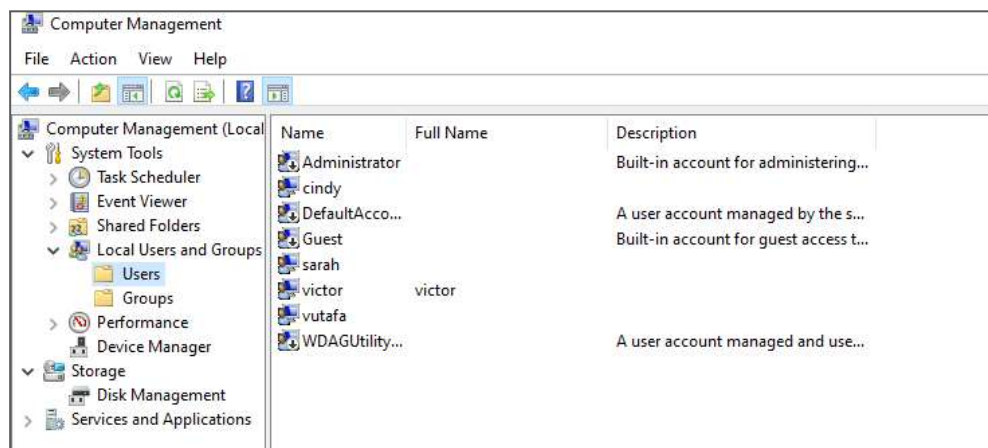 Computer Management
File Action View Help
Computer Management (Local
System Tools
Task Scheduler
Event Viewer
Shared Folders
Local Users and Groups
Users
Groups
Performance
Device Manager
Storage
Disk Management
Services and Applications
Name Full Name Description
Administrator Built-in account for administering...
cindy
DefaultAcco... A user account managed by the s...
Guest Built-in account for guest access t...
sarah
victor victor
vutafa
WDAGUtility... A user account managed and use...